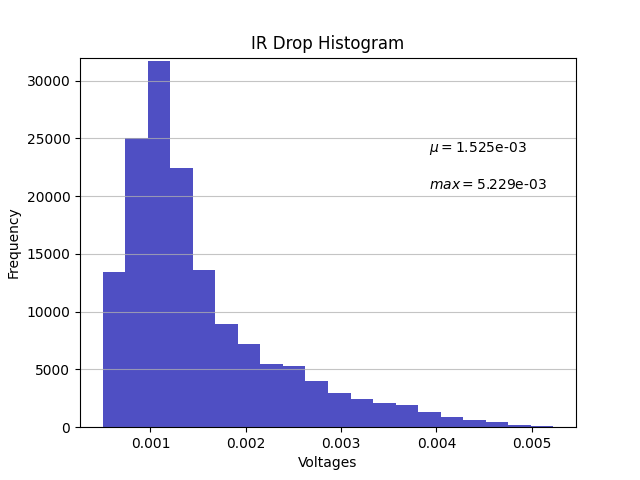 IR Drop Histogram
30000
25000
20000
15000
10000
5000
0
Frequency
μ = 1.525e-03
max = 5.229e-03
0.001 0.002 0.003 0.004 0.005
Voltages